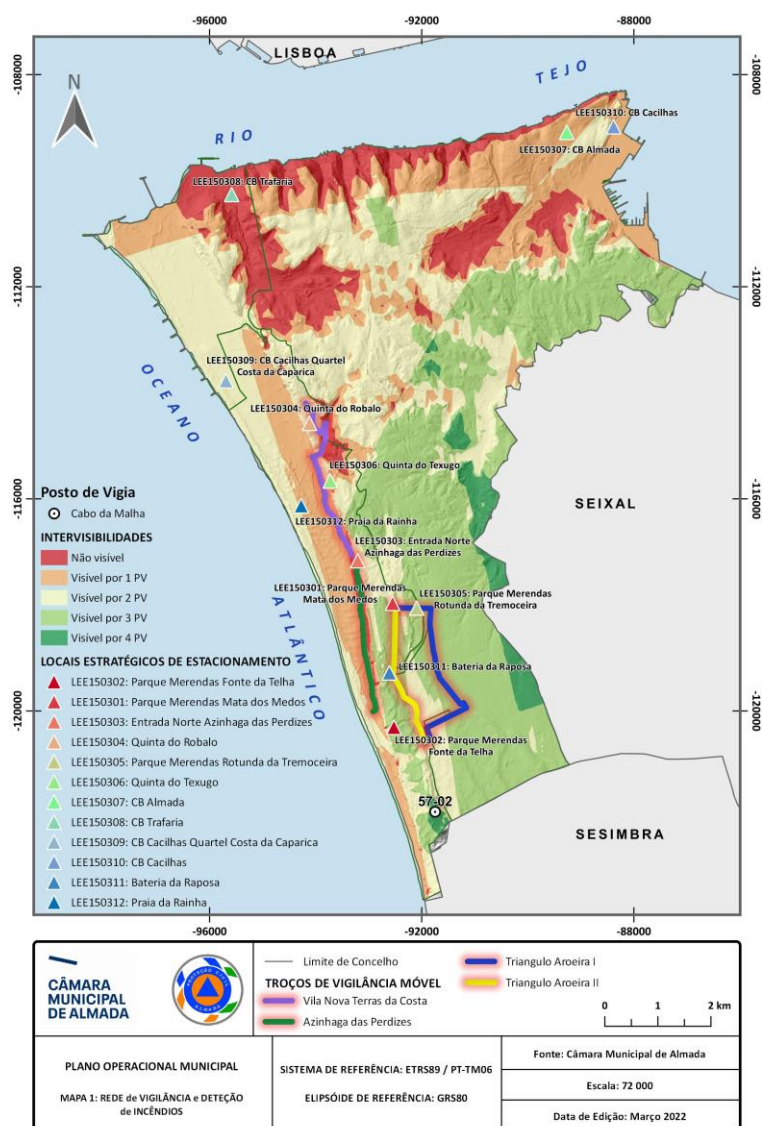 -96000
-92000
-88000
LISBOA
-108000
-108000
N
TEJO
RIO
LEE150310: CB Cacilhas
LEE150307: CB Almada
LEE150308: CB Trafaria
-112000
-112000
OCEANO
LEE150309: CB Cacilhas Quartel
Costa da Caparica
LEE150304: Quinta do Robalo
LEE150306: Quinta do Texugo
-116000
-116000
SEIXAL
LEE150312: Praia da Rainha
LEE150303: Entrada Norte
Azinhaga das Perdizes
LEE150301: Parque Merendas
Mata dos Medos
LEE150305: Parque Merendas
Rotunda da Tremoceira
ATLÂNTICO
LEE150311: Bateria da Raposa
-120000
-120000
LEE150302: Parque Merendas
Fonte da Telha
57-02
SESIMBRA
Posto de Vigia
Cabo da Malha
INTERVISIBILIDADES
Não visível
Visível por 1 PV
Visível por 2 PV
Visível por 3 PV
Visível por 4 PV
LOCAIS ESTRATÉGICOS DE ESTACIONAMENTO
LEE150302: Parque Merendas Fonte da Telha
LEE150301: Parque Merendas Mata dos Medos
LEE150303: Entrada Norte Azinhaga das Perdizes
LEE150304: Quinta do Robalo
LEE150305: Parque Merendas Rotunda da Tremoceira
LEE150306: Quinta do Texugo
LEE150307: CB Almada
LEE150308: CB Trafaria
LEE150309: CB Cacilhas Quartel Costa da Caparica
LEE150310: CB Cacilhas
LEE150311: Bateria da Raposa
LEE150312: Praia da Rainha
-96000
-92000
-88000
CÂMARA
MUNICIPAL
DE ALMADA
PROTEÇÃO CIVIL
ALMADA
Limite de Concelho
TROÇOS DE VIGILÂNCIA MÓVEL
Vila Nova Terras da Costa
Azinhaga das Perdizes
Triangulo Aroeira I
Triangulo Aroeira II
0 1 2 km
PLANO OPERACIONAL MUNICIPAL
MAPA 1: REDE de VIGILÂNCIA e DETEÇÃO
de INCÊNDIOS
SISTEMA DE REFERÊNCIA: ETRS89 / PT-TM06
ELIPSÓIDE DE REFERÊNCIA: GRS80
Fonte: Câmara Municipal de Almada
Escala: 72 000
Data de Edição: Março 2022